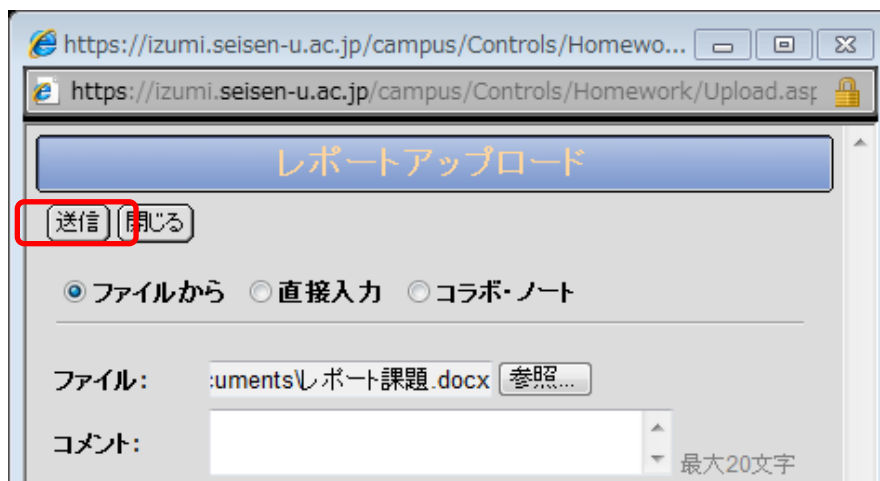 https://izumi.seisen-u.ac.jp/campus/Controls/Homewo...
https://izumi.seisen-u.ac.jp/campus/Controls/Homework/Upload.asp
レポートアップロード
送信 閉じる
ファイルから 直接入力 コラボ・ノート
ファイル: cuments\レポート課題.docx 参照...
コメント:
最大20文字